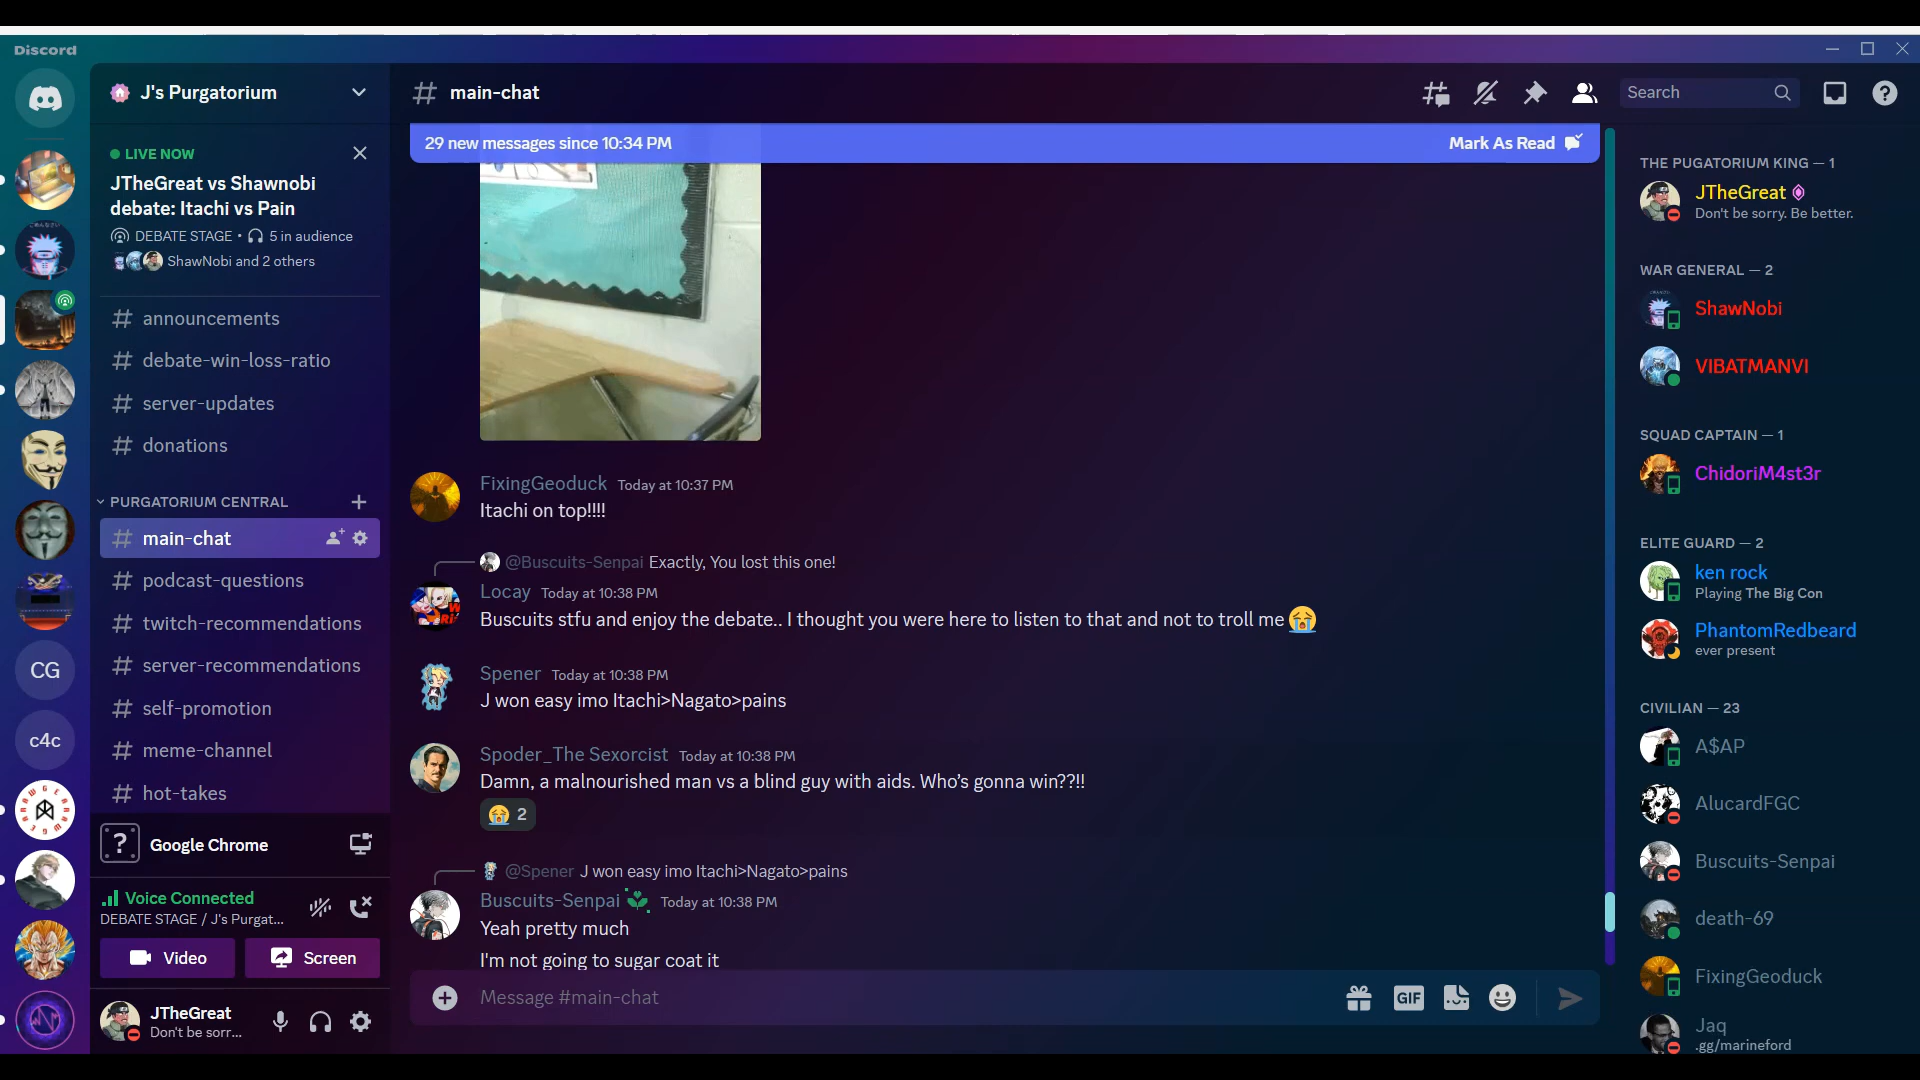 Discord
J's Purgatorium
LIVE NOW
JTheGreat vs Shawnobi
debate: Itachi vs Pain
DEBATE STAGE • 5 in audience
ShawNobi and 2 others
announcements
debate-win-loss-ratio
server-updates
donations
PURGATORIUM CENTRAL
main-chat
podcast-questions
twitch-recommendations
server-recommendations
self-promotion
meme-channel
hot-takes
Google Chrome
Voice Connected
DEBATE STAGE / J's Purgat...
Video
Screen
JTheGreat
Don't be sorr...
CG
c4c
main-chat
Search
29 new messages since 10:34 PM
Mark As Read
FixingGeoduck Today at 10:37 PM
Itachi on top!!!!
@Buscuits-Senpai Exactly, You lost this one!
Locay Today at 10:38 PM
Buscuits stfu and enjoy the debate.. I thought you were here to listen to that and not to troll me 😭
Spener Today at 10:38 PM
J won easy imo Itachi>Nagato>pains
Spoder_The Sexorcist Today at 10:38 PM
Damn, a malnourished man vs a blind guy with aids. Who's gonna win??!!
😭 2
@Spener J won easy imo Itachi>Nagato>pains
Buscuits-Senpai Today at 10:38 PM
Yeah pretty much
I'm not going to sugar coat it
Message #main-chat
GIF
THE PUGATORIUM KING — 1
JTheGreat
Don't be sorry. Be better.
WAR GENERAL — 2
ShawNobi
VIBATMANVI
SQUAD CAPTAIN — 1
ChidoriM4st3r
ELITE GUARD — 2
ken rock
Playing The Big Con
PhantomRedbeard
ever present
CIVILIAN — 23
A$AP
AlucardFGC
Buscuits-Senpai
death-69
FixingGeoduck
Jaq
.gg/marineford